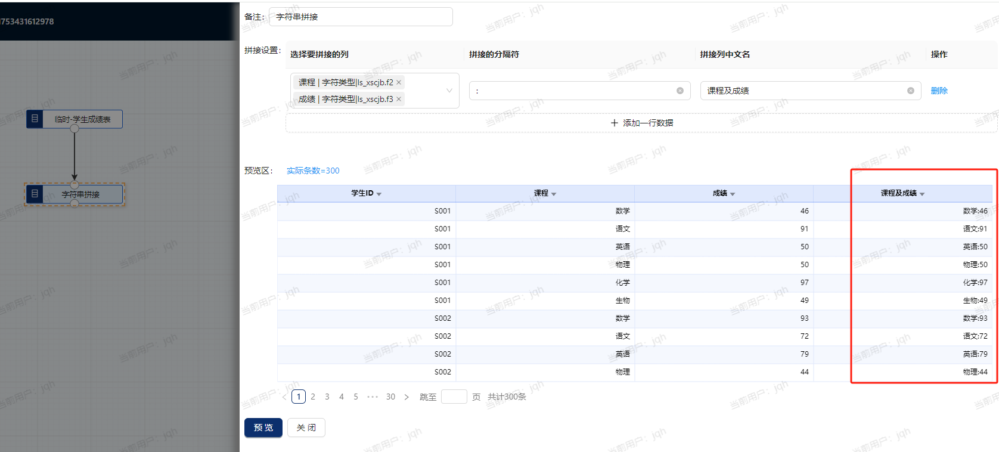 1753431612978
备注：
字符串拼接
拼接设置：
选择要拼接的列 拼接的分隔符 拼接列中文名 操作
课程 | 字符类型|ls_xscjb.f2 ×
成绩 | 字符类型|ls_xscjb.f3 ×
:
课程及成绩
删除
+ 添加一行数据
临时-学生成绩表
字符串拼接
预览区：
实际条数=300
学生ID 课程 成绩 课程及成绩
S001 数学 46 数学:46
S001 语文 91 语文:91
S001 英语 50 英语:50
S001 物理 50 物理:50
S001 化学 97 化学:97
S001 生物 49 生物:49
S002 数学 93 数学:93
S002 语文 72 语文:72
S002 英语 79 英语:79
S002 物理 44 物理:44
< 1 2 3 4 5 ••• 30 > 跳至 页 共计300条
预 览
关 闭
当前用户：jqh